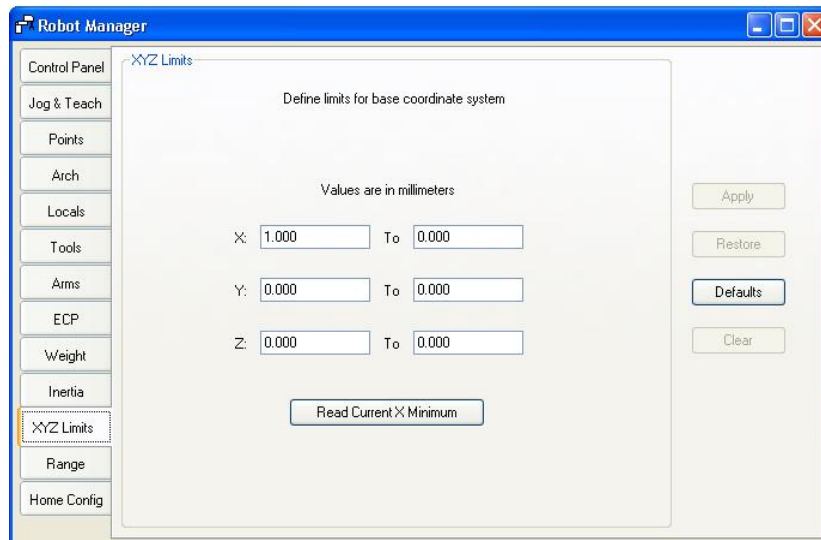 Robot Manager
Control Panel
Jog & Teach
Points
Arch
Locals
Tools
Arms
ECP
Weight
Inertia
XYZ Limits
Range
Home Config
XYZ Limits
Define limits for base coordinate system
Values are in millimeters
X: 1.000 To 0.000
Y: 0.000 To 0.000
Z: 0.000 To 0.000
Read Current X Minimum
Apply
Restore
Defaults
Clear